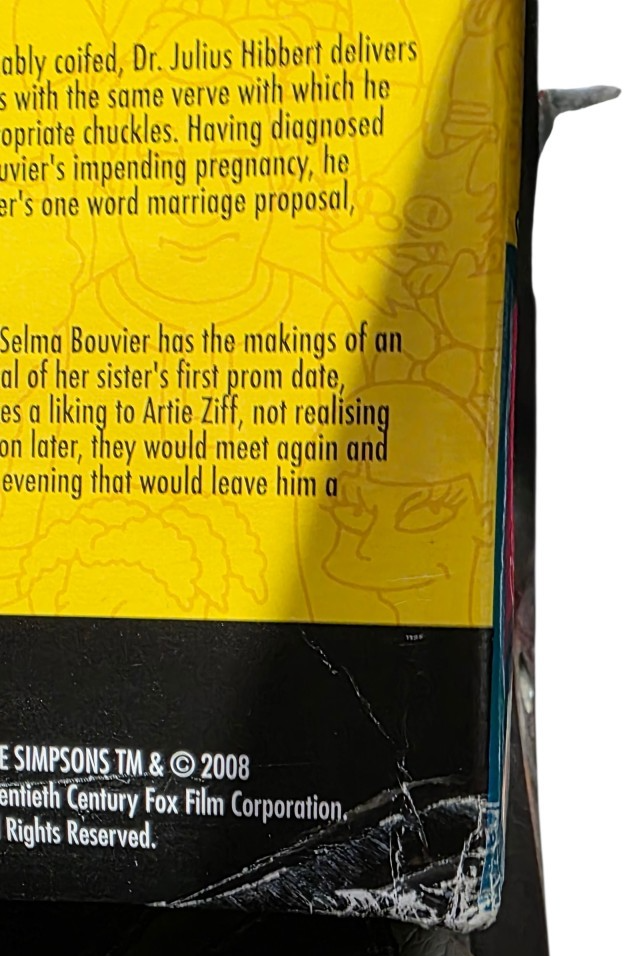 ably coifed, Dr. Julius Hibbert delivers
s with the same verve with which he
opriate chuckles. Having diagnosed
uvier's impending pregnancy, he
er's one word marriage proposal,
Selma Bouvier has the makings of an
al of her sister's first prom date,
es a liking to Artie Ziff, not realising
on later, they would meet again and
evening that would leave him a
E SIMPSONS TM & © 2008
entieth Century Fox Film Corporation.
Rights Reserved.